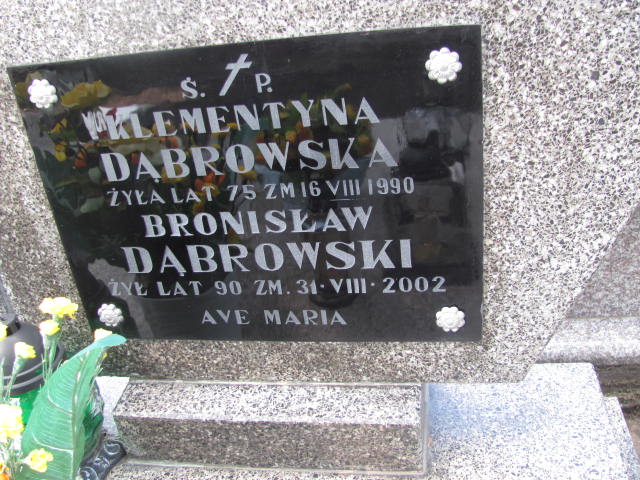 Ś. P.
KLEMENTYNA
DĄBROWSKA
ŻYŁA LAT 75 ZM 16 VIII 1990
BRONISŁAW
DĄBROWSKI
ŻYŁ LAT 90 ZM. 31·VIII·2002
AVE MARIA